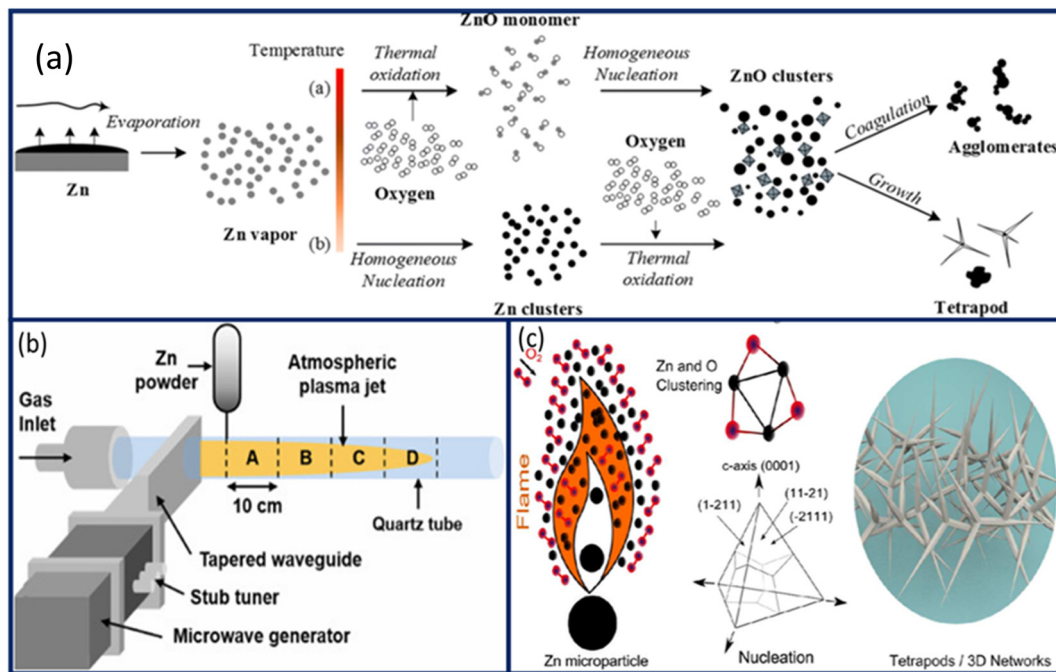 (a)
Evaporation
Zn
Zn vapor
Temperature
(a)
(b)
Thermal
oxidation
Oxygen
Homogeneous
Nucleation
ZnO monomer
Zn clusters
Homogeneous
Nucleation
Oxygen
Thermal
oxidation
ZnO clusters
Coagulation
Agglomerates
Growth
Tetrapod
(b)
Zn
powder
Atmospheric
plasma jet
Gas
Inlet
A
B
C
D
10 cm
Quartz tube
Tapered waveguide
Stub tuner
Microwave generator
(c)
O2
Flame
Zn microparticle
Zn and O
Clustering
c-axis (0001)
(1-211)
(11-21)
(-2111)
Nucleation
Tetrapods / 3D Networks